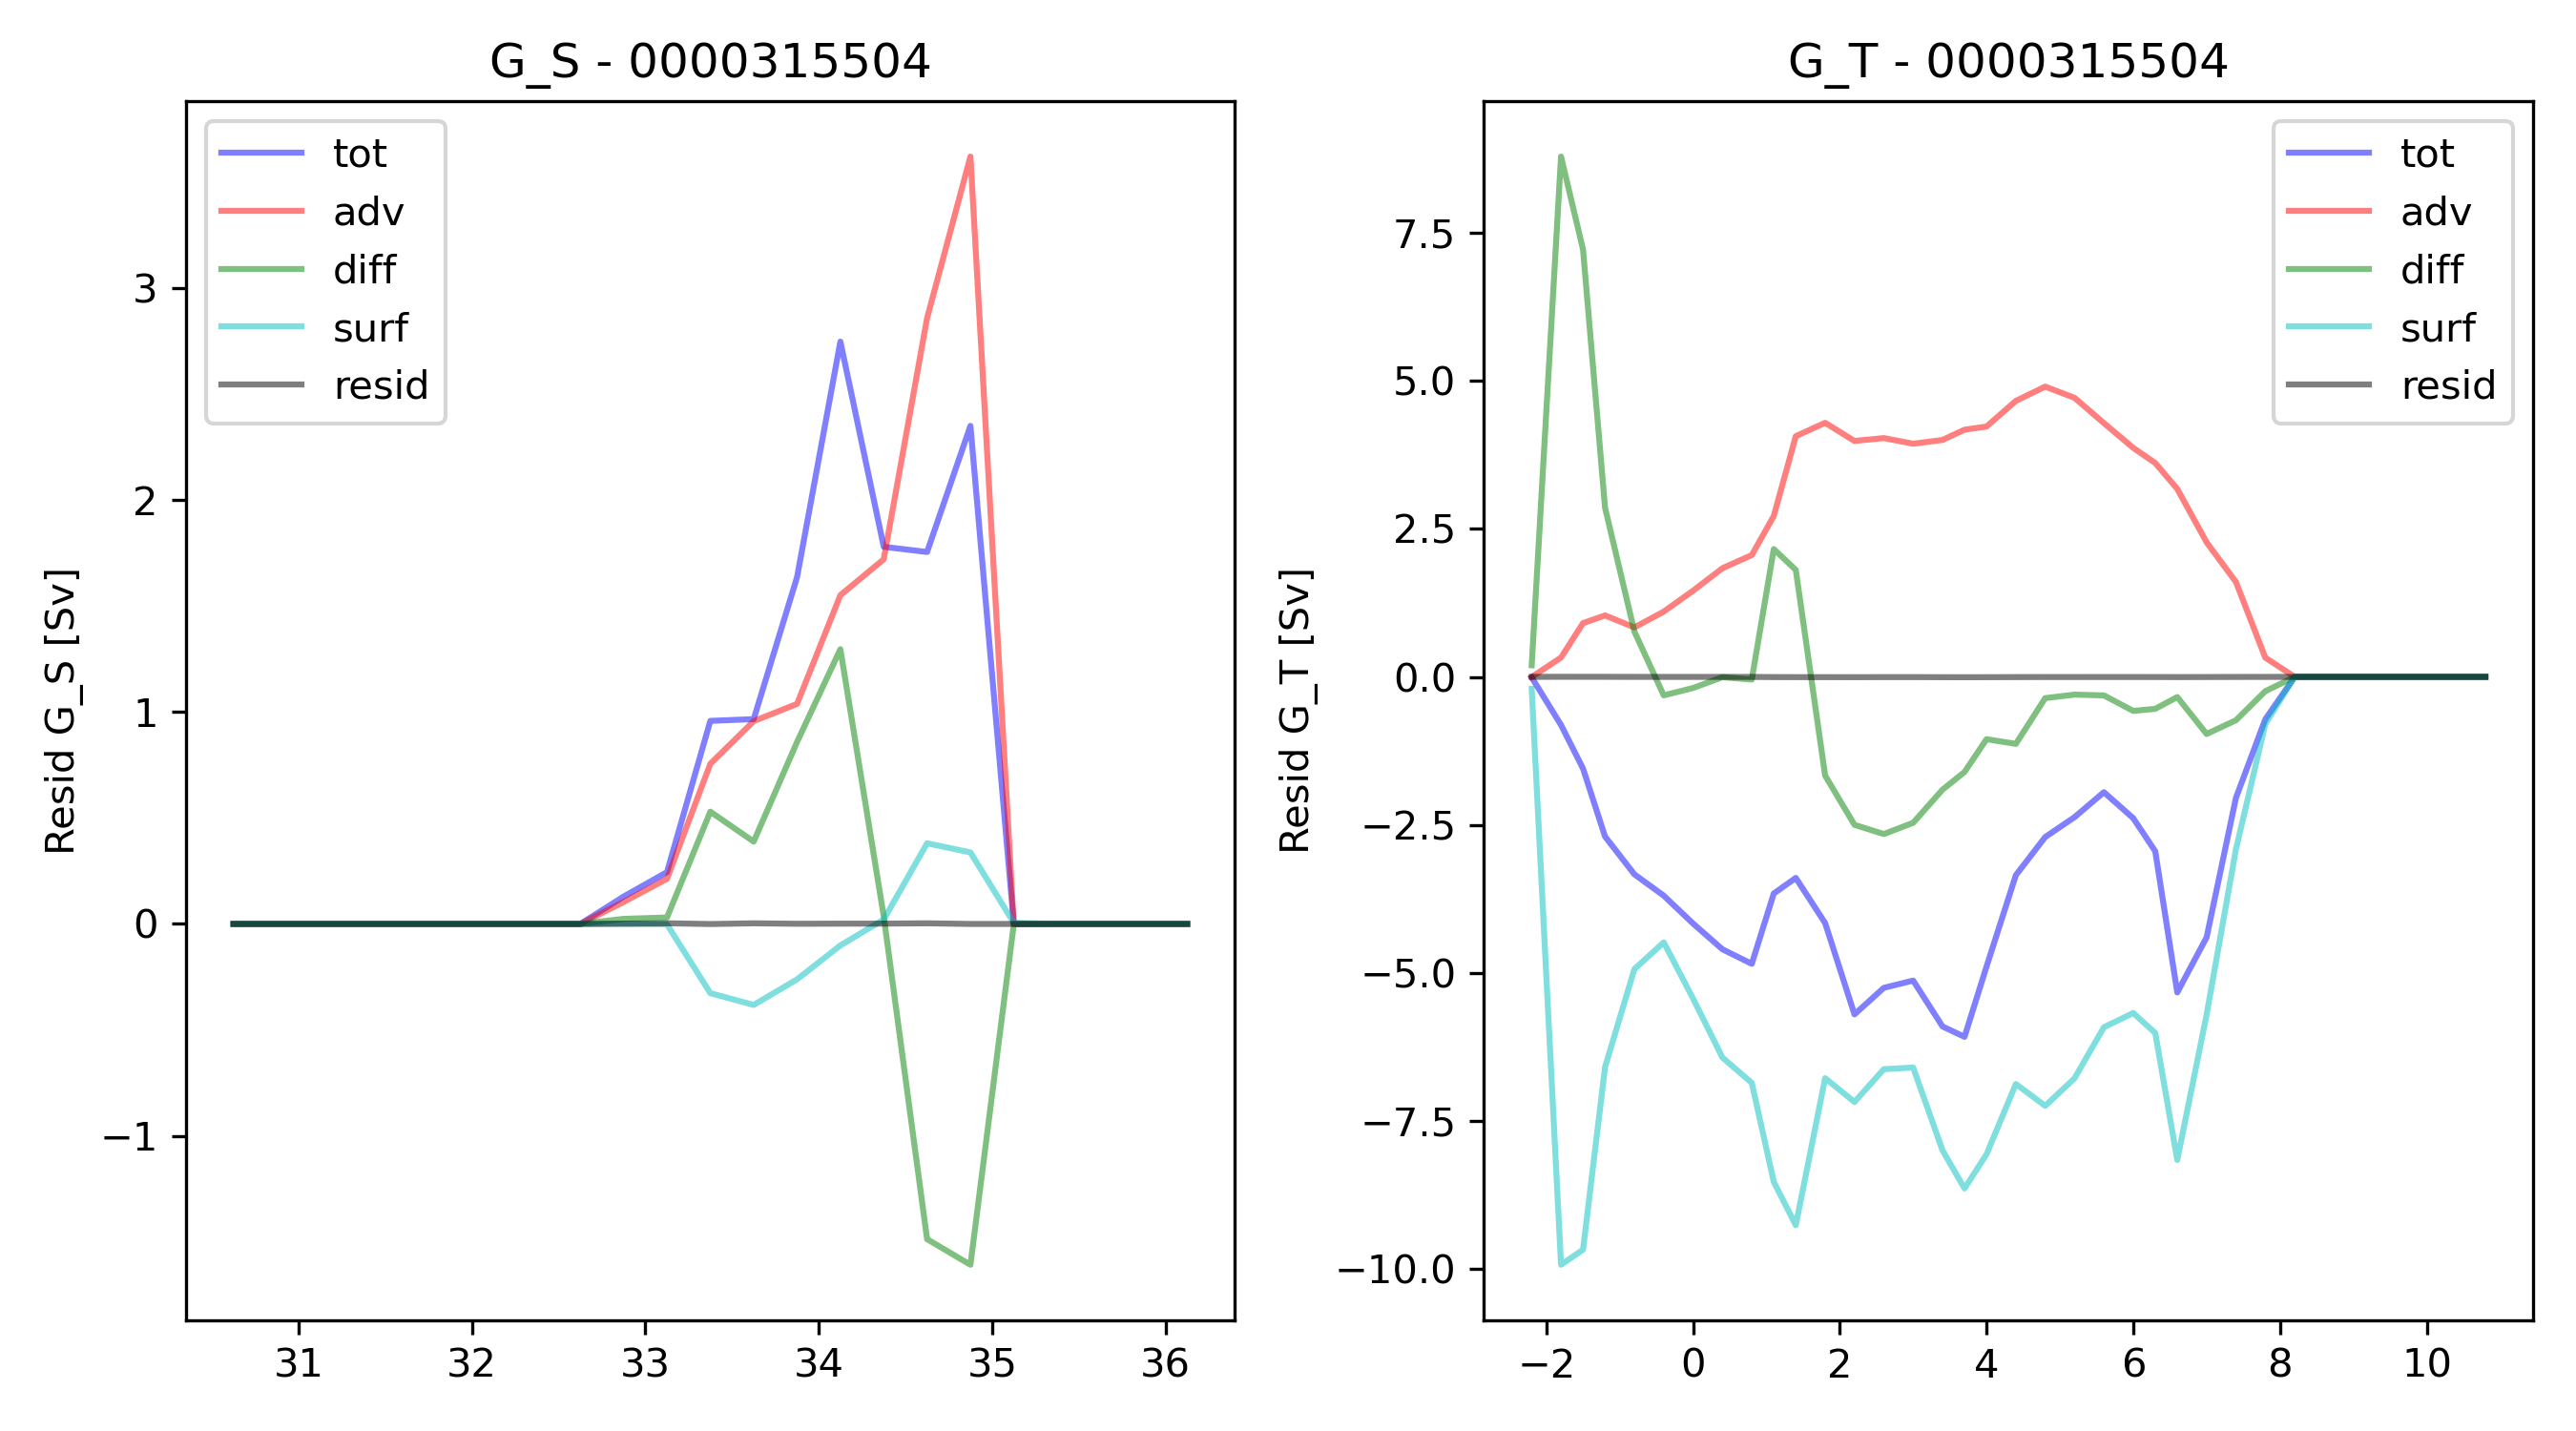 G_S - 0000315504
tot
adv
diff
surf
resid
Resid G_S [Sv]
3
2
1
0
−1
31 32 33 34 35 36
G_T - 0000315504
tot
adv
diff
surf
resid
Resid G_T [Sv]
7.5
5.0
2.5
0.0
−2.5
−5.0
−7.5
−10.0
−2 0 2 4 6 8 10